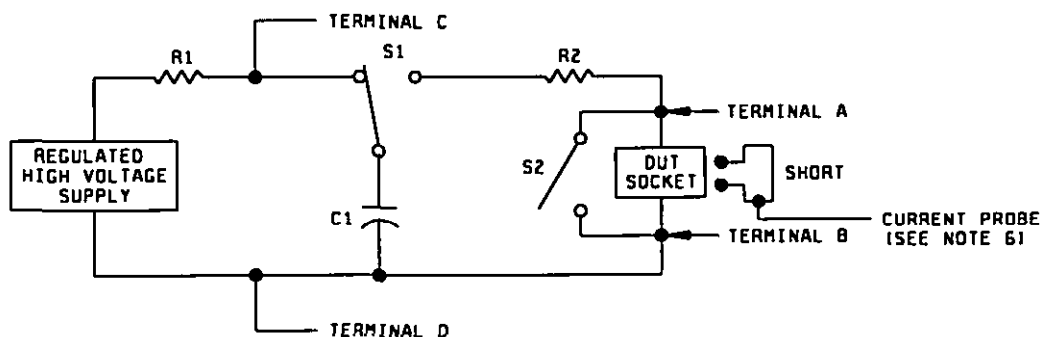 TERMINAL C
S1
R1
R2
TERMINAL A
REGULATED
HIGH VOLTAGE
SUPPLY
S2
DUT
SOCKET
SHORT
C1
CURRENT PROBE
(SEE NOTE 6)
TERMINAL B
TERMINAL D